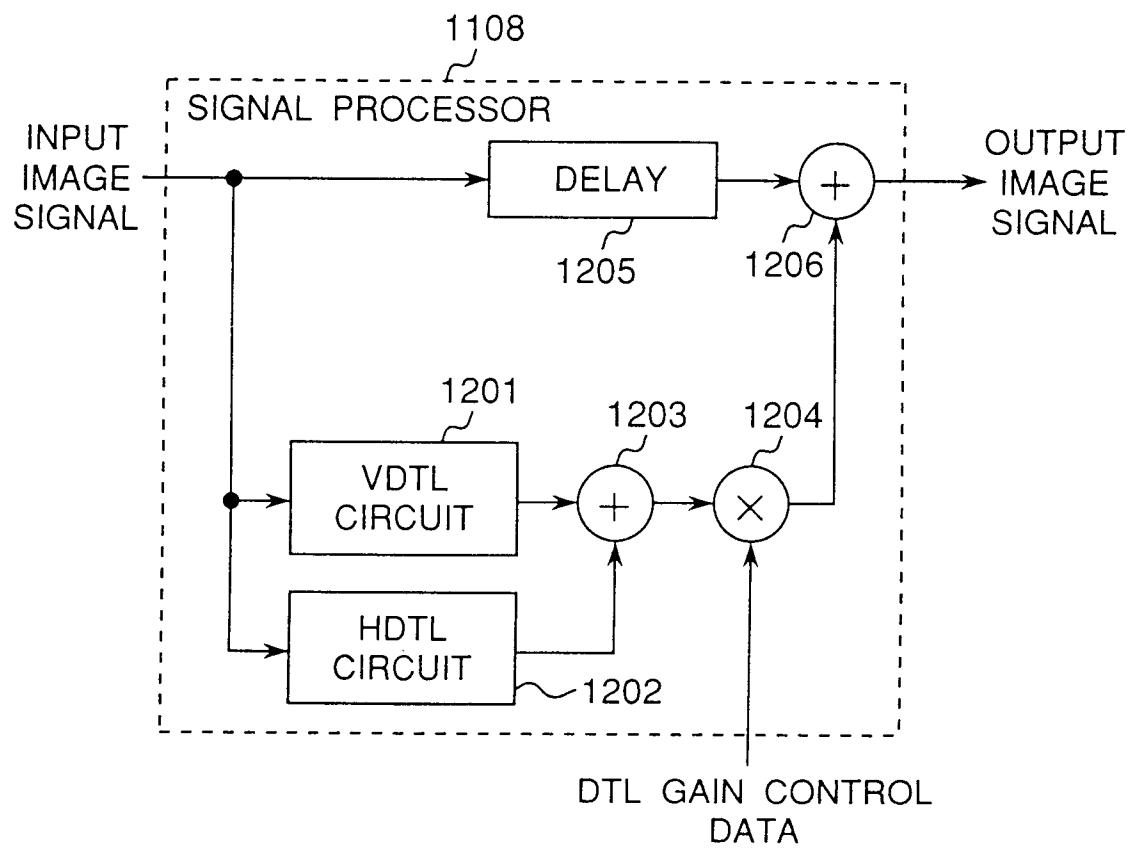 1108
SIGNAL PROCESSOR
INPUT
IMAGE
SIGNAL
DELAY
+
OUTPUT
IMAGE
SIGNAL
1205
1206
1201
1203
1204
VDTL
CIRCUIT
+
×
HDTL
CIRCUIT
1202
DTL GAIN CONTROL
DATA